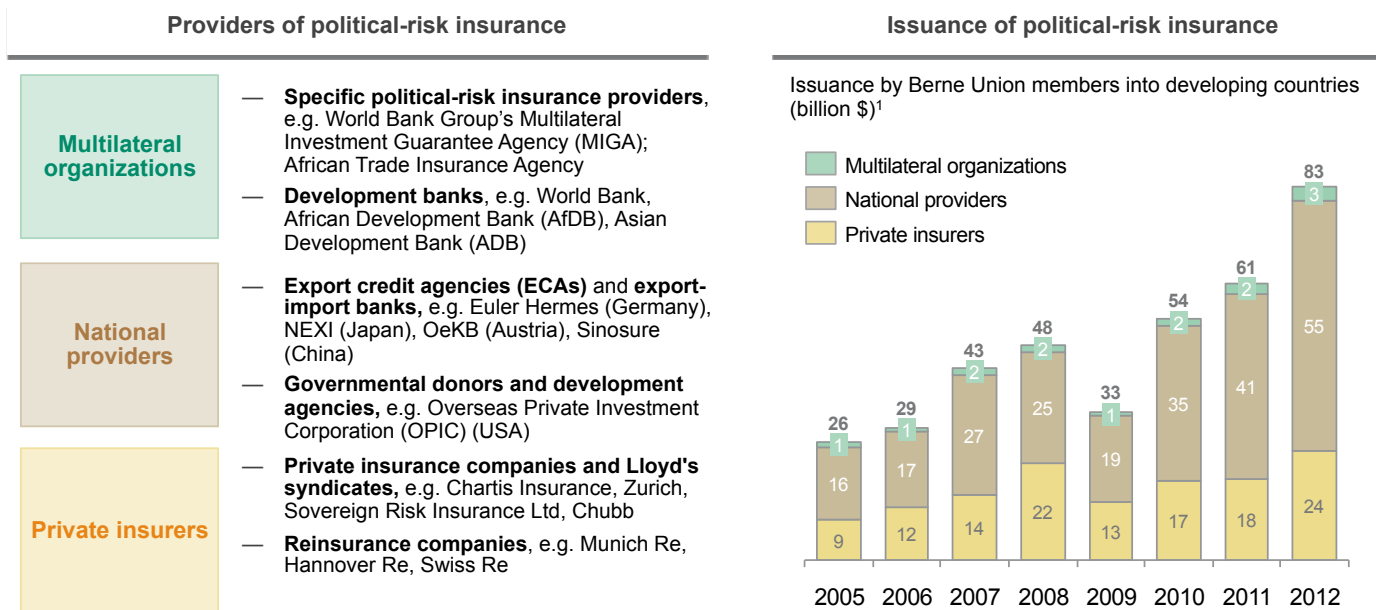 Providers of political-risk insurance
Multilateral
organizations
— Specific political-risk insurance providers,
e.g. World Bank Group's Multilateral
Investment Guarantee Agency (MIGA);
African Trade Insurance Agency
— Development banks, e.g. World Bank,
African Development Bank (AfDB), Asian
Development Bank (ADB)
National
providers
— Export credit agencies (ECAs) and export-
import banks, e.g. Euler Hermes (Germany),
NEXI (Japan), OeKB (Austria), Sinosure
(China)
— Governmental donors and development
agencies, e.g. Overseas Private Investment
Corporation (OPIC) (USA)
Private insurers
— Private insurance companies and Lloyd's
syndicates, e.g. Chartis Insurance, Zurich,
Sovereign Risk Insurance Ltd, Chubb
— Reinsurance companies, e.g. Munich Re,
Hannover Re, Swiss Re
Issuance of political-risk insurance
Issuance by Berne Union members into developing countries
(billion $)¹
Multilateral organizations
National providers
Private insurers
26 29 43 48 33 54 61 83
1 1 2 2 1 2 2 3
16 17 27 25 19 35 41 55
9 12 14 22 13 17 18 24
2005 2006 2007 2008 2009 2010 2011 2012